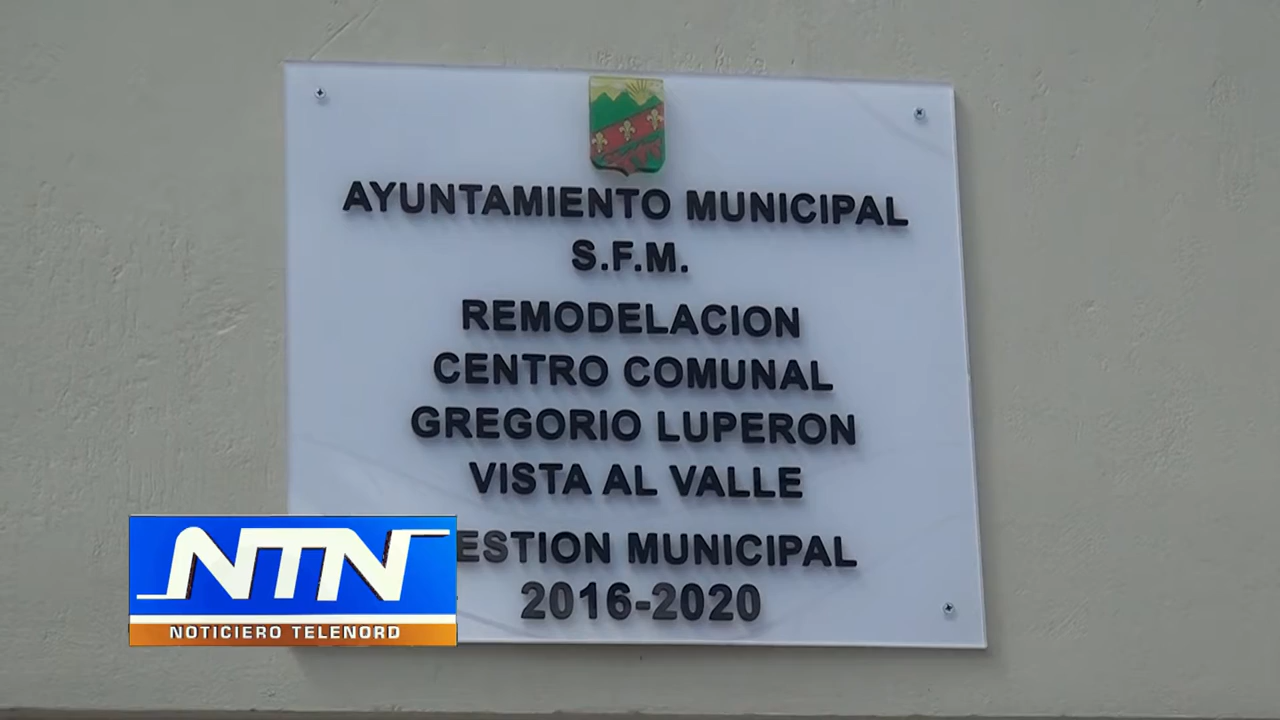 AYUNTAMIENTO MUNICIPAL
S.F.M.
REMODELACION
CENTRO COMUNAL
GREGORIO LUPERON
VISTA AL VALLE
ESTION MUNICIPAL
2016-2020
NTN
NOTICIERO TELENORD